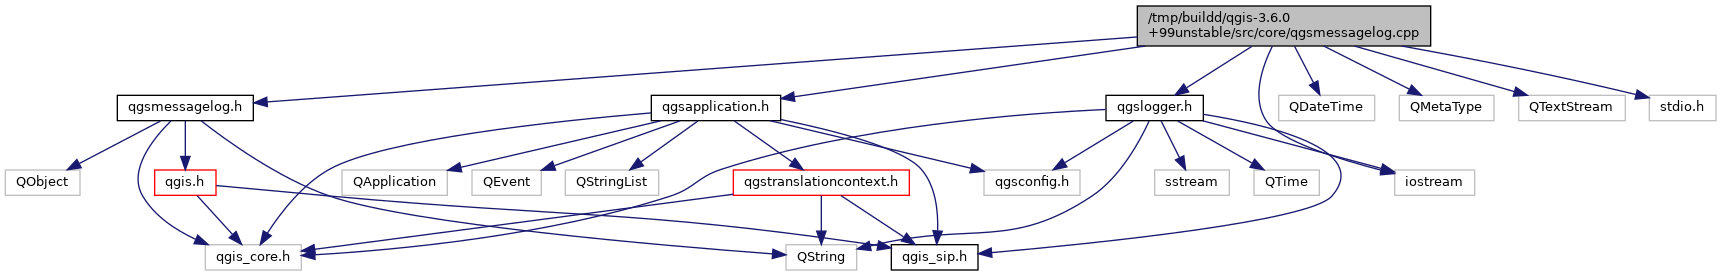 /tmp/buildd/qgis-3.6.0
+99unstable/src/core/qgsmessagelog.cpp
qgsmessagelog.h
qgsapplication.h
qgslogger.h
QDateTime
QMetaType
QTextStream
stdio.h
QObject
qgis.h
QApplication
QEvent
QStringList
qgstranslationcontext.h
qgsconfig.h
sstream
QTime
iostream
qgis_core.h
QString
qgis_sip.h